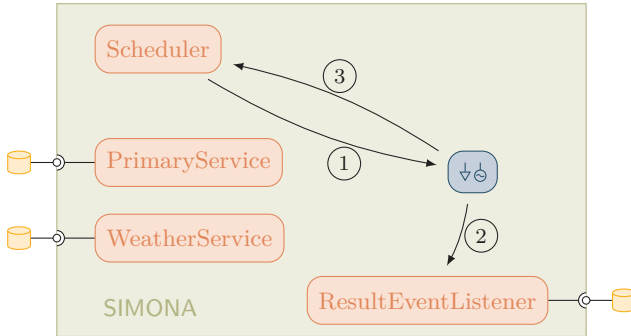 Scheduler
3
PrimaryService
1
WeatherService
2
ResultEventListener
SIMONA